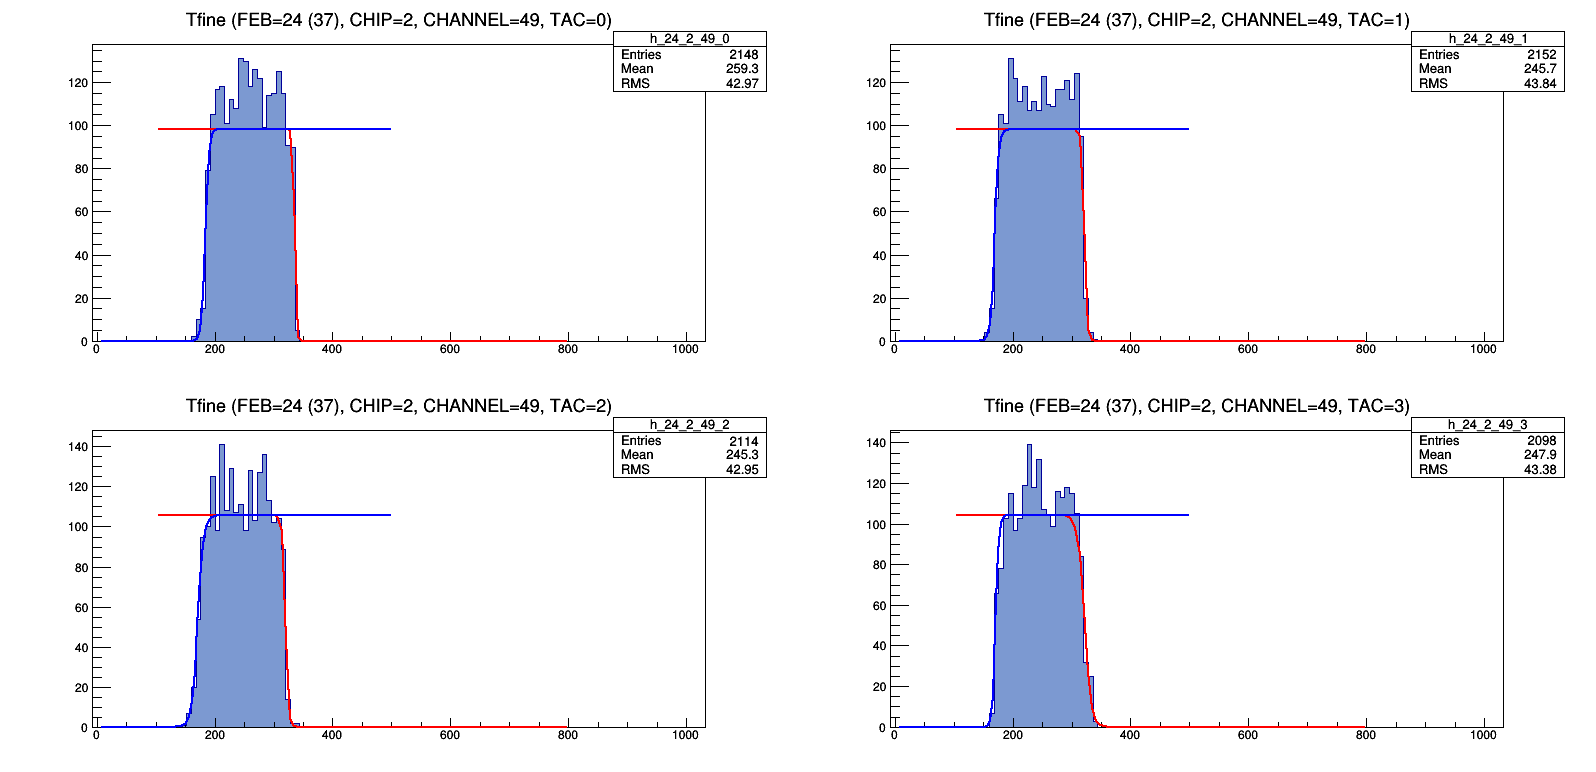 Tfine (FEB=24 (37), CHIP=2, CHANNEL=49, TAC=0)
h_24_2_49_0
Entries 2148
Mean 259.3
RMS 42.97
120
100
80
60
40
20
0
0 200 400 600 800 1000
Tfine (FEB=24 (37), CHIP=2, CHANNEL=49, TAC=1)
h_24_2_49_1
Entries 2152
Mean 245.7
RMS 43.84
120
100
80
60
40
20
0
0 200 400 600 800 1000
Tfine (FEB=24 (37), CHIP=2, CHANNEL=49, TAC=2)
h_24_2_49_2
Entries 2114
Mean 245.3
RMS 42.95
140
120
100
80
60
40
20
0
0 200 400 600 800 1000
Tfine (FEB=24 (37), CHIP=2, CHANNEL=49, TAC=3)
h_24_2_49_3
Entries 2098
Mean 247.9
RMS 43.38
140
120
100
80
60
40
20
0
0 200 400 600 800 1000